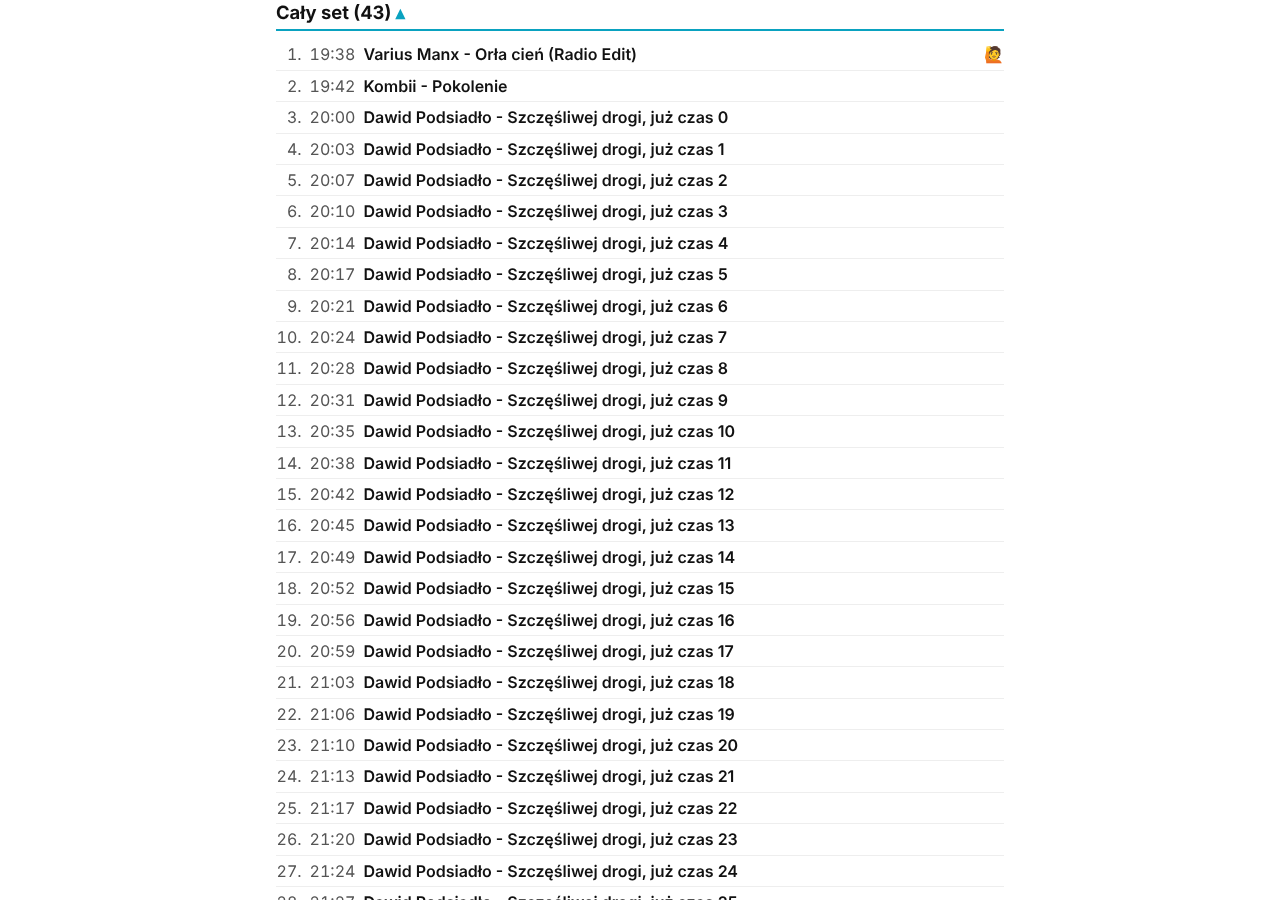 Cały set (43) ▲
1. 19:38 Varius Manx - Orła cień (Radio Edit) 🙋
2. 19:42 Kombii - Pokolenie
3. 20:00 Dawid Podsiadło - Szczęśliwej drogi, już czas 0
4. 20:03 Dawid Podsiadło - Szczęśliwej drogi, już czas 1
5. 20:07 Dawid Podsiadło - Szczęśliwej drogi, już czas 2
6. 20:10 Dawid Podsiadło - Szczęśliwej drogi, już czas 3
7. 20:14 Dawid Podsiadło - Szczęśliwej drogi, już czas 4
8. 20:17 Dawid Podsiadło - Szczęśliwej drogi, już czas 5
9. 20:21 Dawid Podsiadło - Szczęśliwej drogi, już czas 6
10. 20:24 Dawid Podsiadło - Szczęśliwej drogi, już czas 7
11. 20:28 Dawid Podsiadło - Szczęśliwej drogi, już czas 8
12. 20:31 Dawid Podsiadło - Szczęśliwej drogi, już czas 9
13. 20:35 Dawid Podsiadło - Szczęśliwej drogi, już czas 10
14. 20:38 Dawid Podsiadło - Szczęśliwej drogi, już czas 11
15. 20:42 Dawid Podsiadło - Szczęśliwej drogi, już czas 12
16. 20:45 Dawid Podsiadło - Szczęśliwej drogi, już czas 13
17. 20:49 Dawid Podsiadło - Szczęśliwej drogi, już czas 14
18. 20:52 Dawid Podsiadło - Szczęśliwej drogi, już czas 15
19. 20:56 Dawid Podsiadło - Szczęśliwej drogi, już czas 16
20. 20:59 Dawid Podsiadło - Szczęśliwej drogi, już czas 17
21. 21:03 Dawid Podsiadło - Szczęśliwej drogi, już czas 18
22. 21:06 Dawid Podsiadło - Szczęśliwej drogi, już czas 19
23. 21:10 Dawid Podsiadło - Szczęśliwej drogi, już czas 20
24. 21:13 Dawid Podsiadło - Szczęśliwej drogi, już czas 21
25. 21:17 Dawid Podsiadło - Szczęśliwej drogi, już czas 22
26. 21:20 Dawid Podsiadło - Szczęśliwej drogi, już czas 23
27. 21:24 Dawid Podsiadło - Szczęśliwej drogi, już czas 24